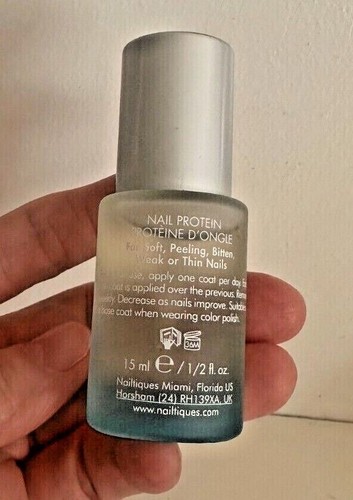 NAIL PROTEIN
PROTÉINE D'ONGLE
For Soft, Peeling, Bitten,
Weak or Thin Nails
apply one coat per day.
is applied over the previous.
Decrease as nails improve.
coat when wearing color polish.
36M
15 ml e / 1/2 fl. oz.
Nailtiques Miami, Florida US
Horsham (24) RH139XA, UK
www.nailtiques.com